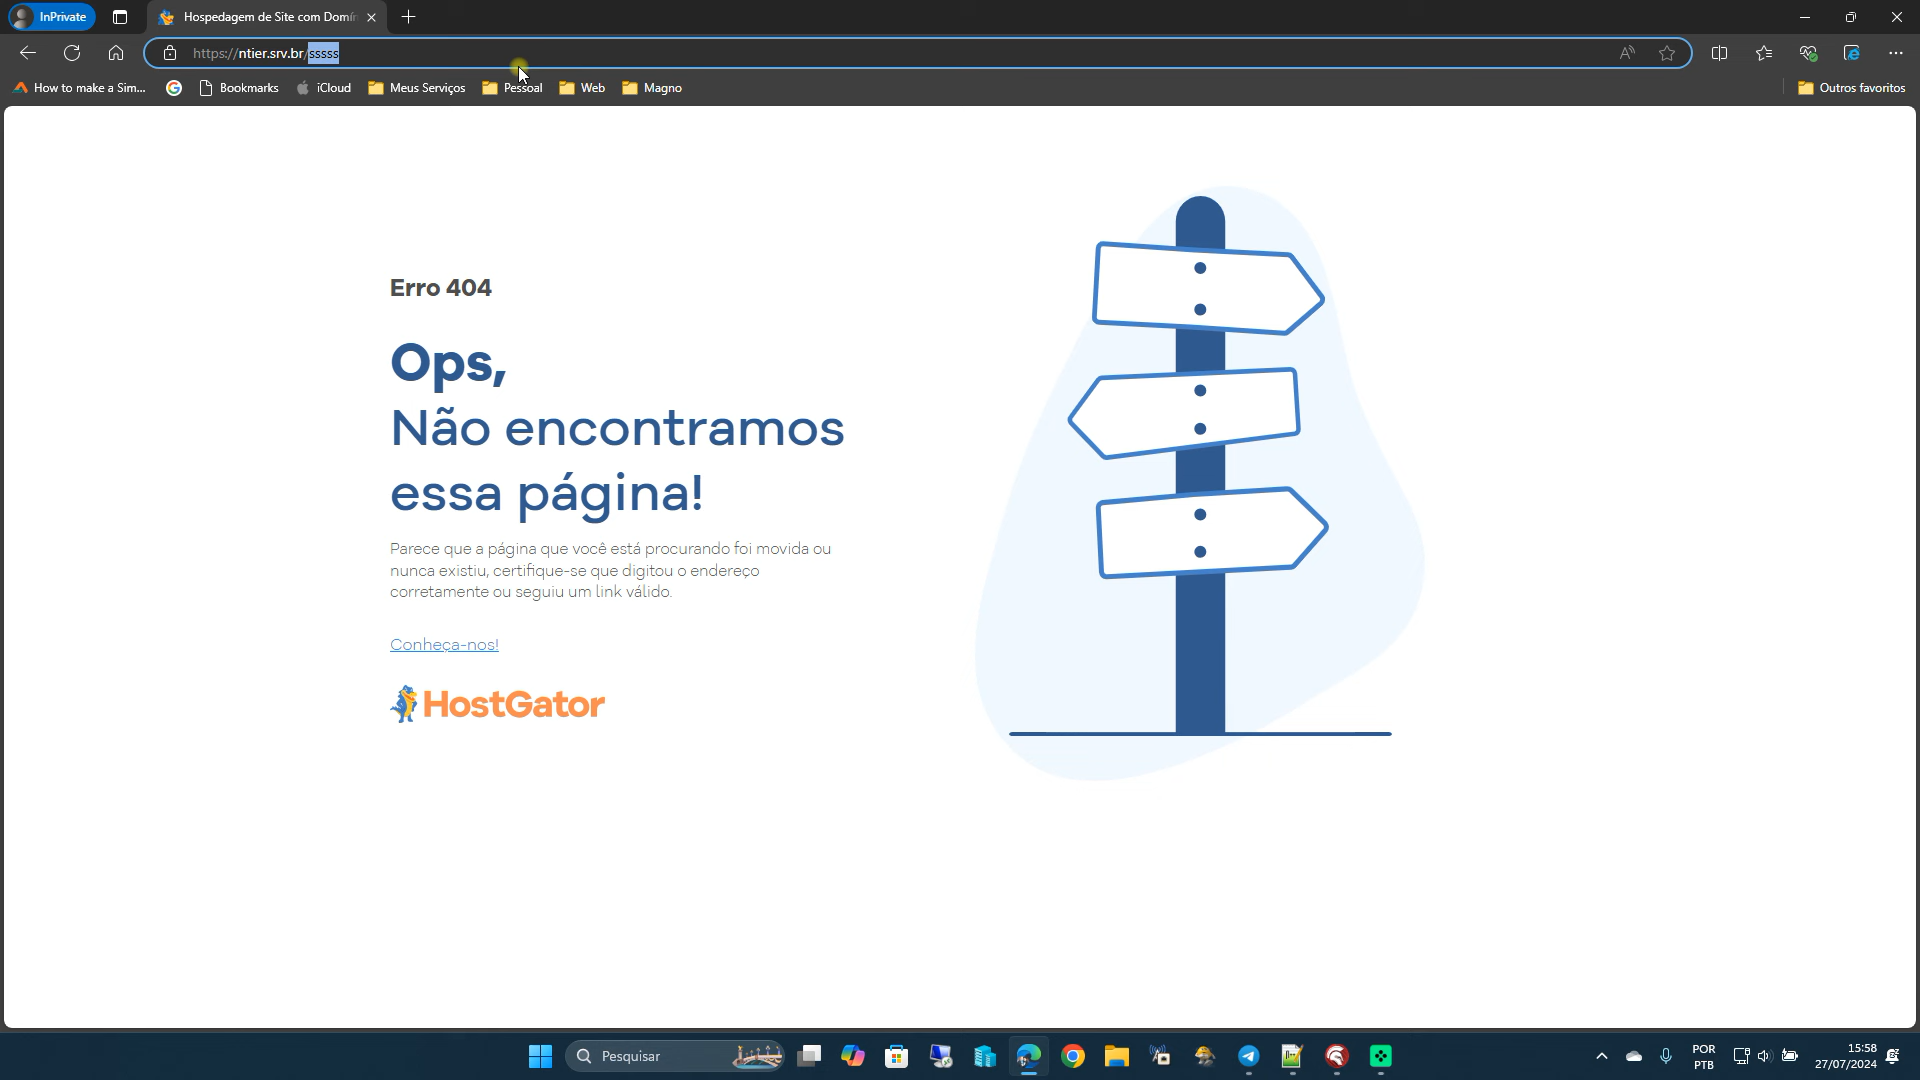 InPrivate
Hospedagem de Site com Domín
https://ntier.srv.br/sssss
How to make a Sim...
Bookmarks
iCloud
Meus Serviços
Pessoal
Web
Magno
Outros favoritos
Erro 404
Ops,
Não encontramos
essa página!
Parece que a página que você está procurando foi movida ou
nunca existiu, certifique-se que digitou o endereço
corretamente ou seguiu um link válido.
Conheça-nos!
HostGator
Pesquisar
POR
PTB
15:58
27/07/2024